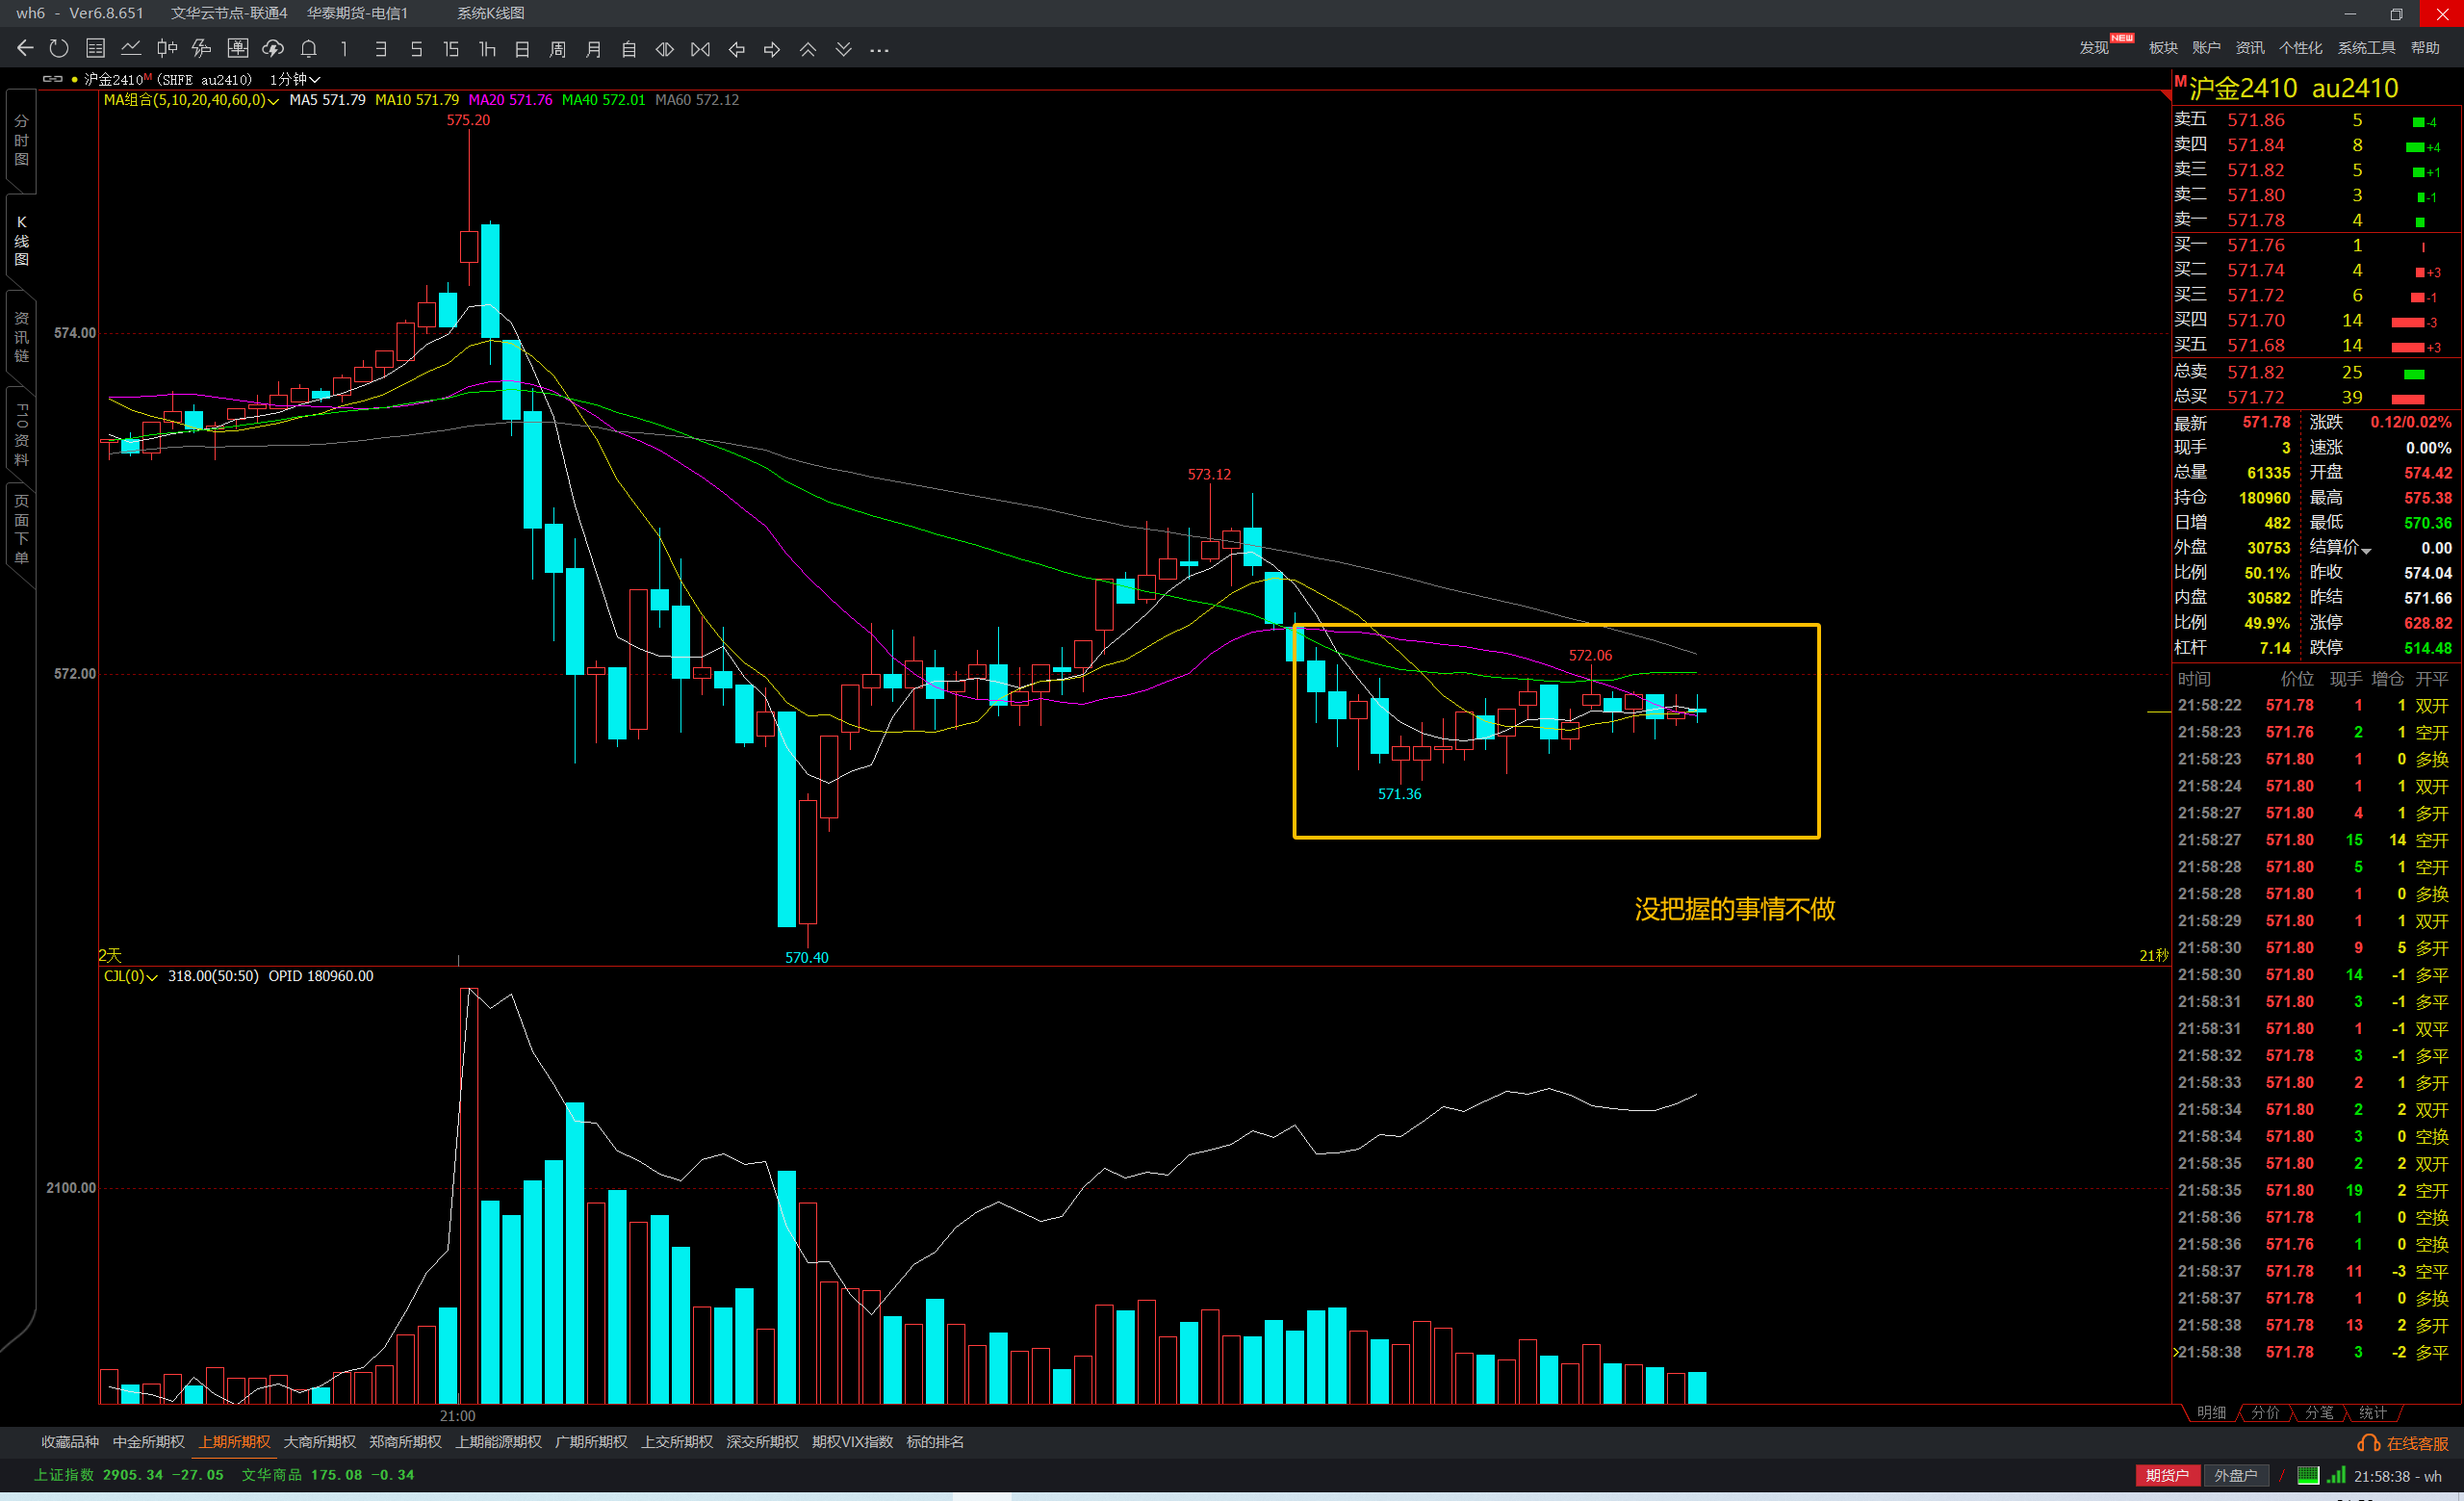 wh6 - Ver6.8.651 文华云节点-联通4 华泰期货-电信1 系统K线图
1 3 5 15 1h 日 周 月 自 ...
发现 NEW 板块 账户 资讯 个性化 系统工具 帮助
沪金2410M (SHFE au2410) 1分钟
MA组合(5,10,20,40,60,0) MA5 571.79 MA10 571.79 MA20 571.76 MA40 572.01 MA60 572.12
分时图
K线图
资讯链
F10资料
页面下单
575.20
574.00
573.12
572.00
572.06
571.36
570.40
没把握的事情不做
2天
21秒
CJL(0) 318.00(50:50) OPID 180960.00
2100.00
21:00
M 沪金2410 au2410
卖五 571.86 5 -4
卖四 571.84 8 +4
卖三 571.82 5 +1
卖二 571.80 3 -1
卖一 571.78 4
买一 571.76 1
买二 571.74 4 +3
买三 571.72 6 -1
买四 571.70 14 -3
买五 571.68 14 +3
总卖 571.82 25
总买 571.72 39
最新 571.78 涨跌 0.12/0.02%
现手 3 速涨 0.00%
总量 61335 开盘 574.42
持仓 180960 最高 575.38
日增 482 最低 570.36
外盘 30753 结算价 0.00
比例 50.1% 昨收 574.04
内盘 30582 昨结 571.66
比例 49.9% 涨停 628.82
杠杆 7.14 跌停 514.48
时间 价位 现手 增仓 开平
21:58:22 571.78 1 1 双开
21:58:23 571.76 2 1 空开
21:58:23 571.80 1 0 多换
21:58:24 571.80 1 1 双开
21:58:27 571.80 4 1 多开
21:58:27 571.80 15 14 空开
21:58:28 571.80 5 1 空开
21:58:28 571.80 1 0 多换
21:58:29 571.80 1 1 双开
21:58:30 571.80 9 5 多开
21:58:30 571.80 14 -1 多平
21:58:31 571.80 3 -1 多平
21:58:31 571.80 1 -1 双平
21:58:32 571.78 3 -1 多平
21:58:33 571.80 2 1 多开
21:58:34 571.80 2 2 双开
21:58:34 571.80 3 0 空换
21:58:35 571.80 2 2 双开
21:58:35 571.80 19 2 空开
21:58:36 571.78 1 0 空换
21:58:36 571.76 1 0 空换
21:58:37 571.78 11 -3 空平
21:58:37 571.78 1 0 多换
21:58:38 571.78 13 2 多开
21:58:38 571.78 3 -2 多平
明细 分价 分笔 统计
收藏品种 中金所期权 上期所期权 大商所期权 郑商所期权 上期能源期权 广期所期权 上交所期权 深交所期权 期权VIX指数 标的排名
在线客服
上证指数 2905.34 -27.05 文华商品 175.08 -0.34
期货户 外盘户 21:58:38 - wh